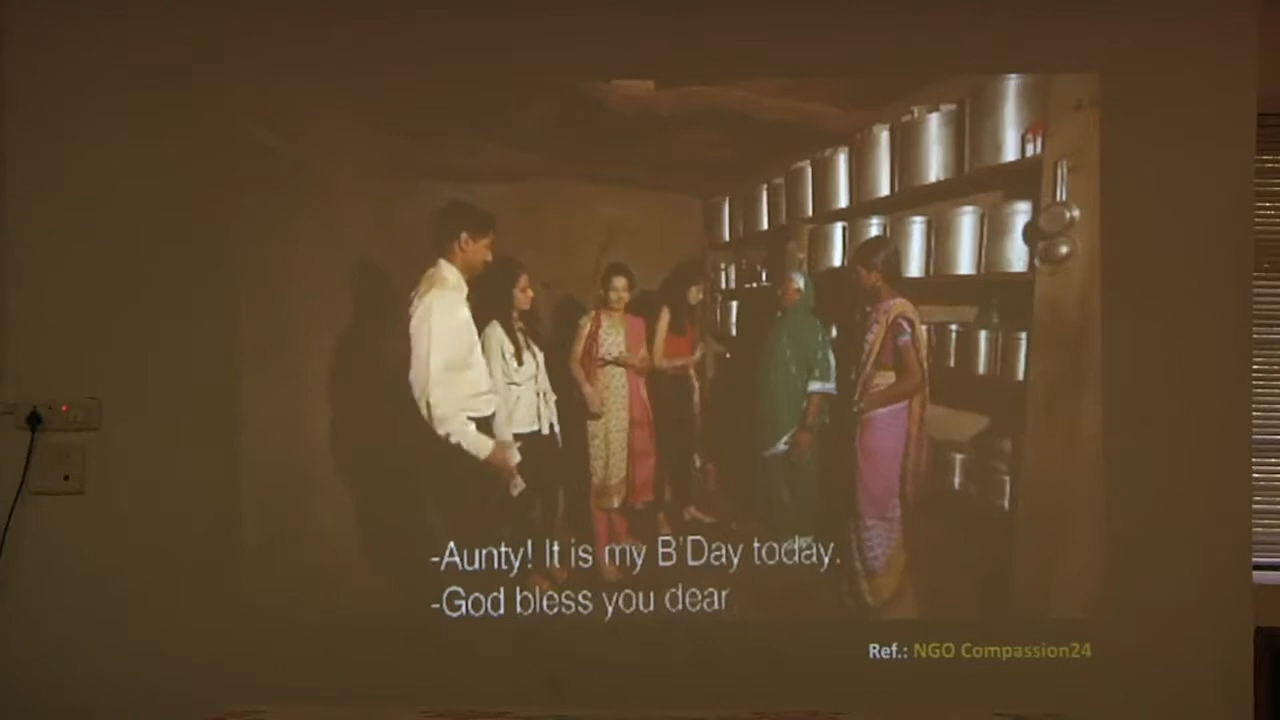 -Aunty! It is my B'Day today.
-God bless you dear
Ref.: NGO Compassion24